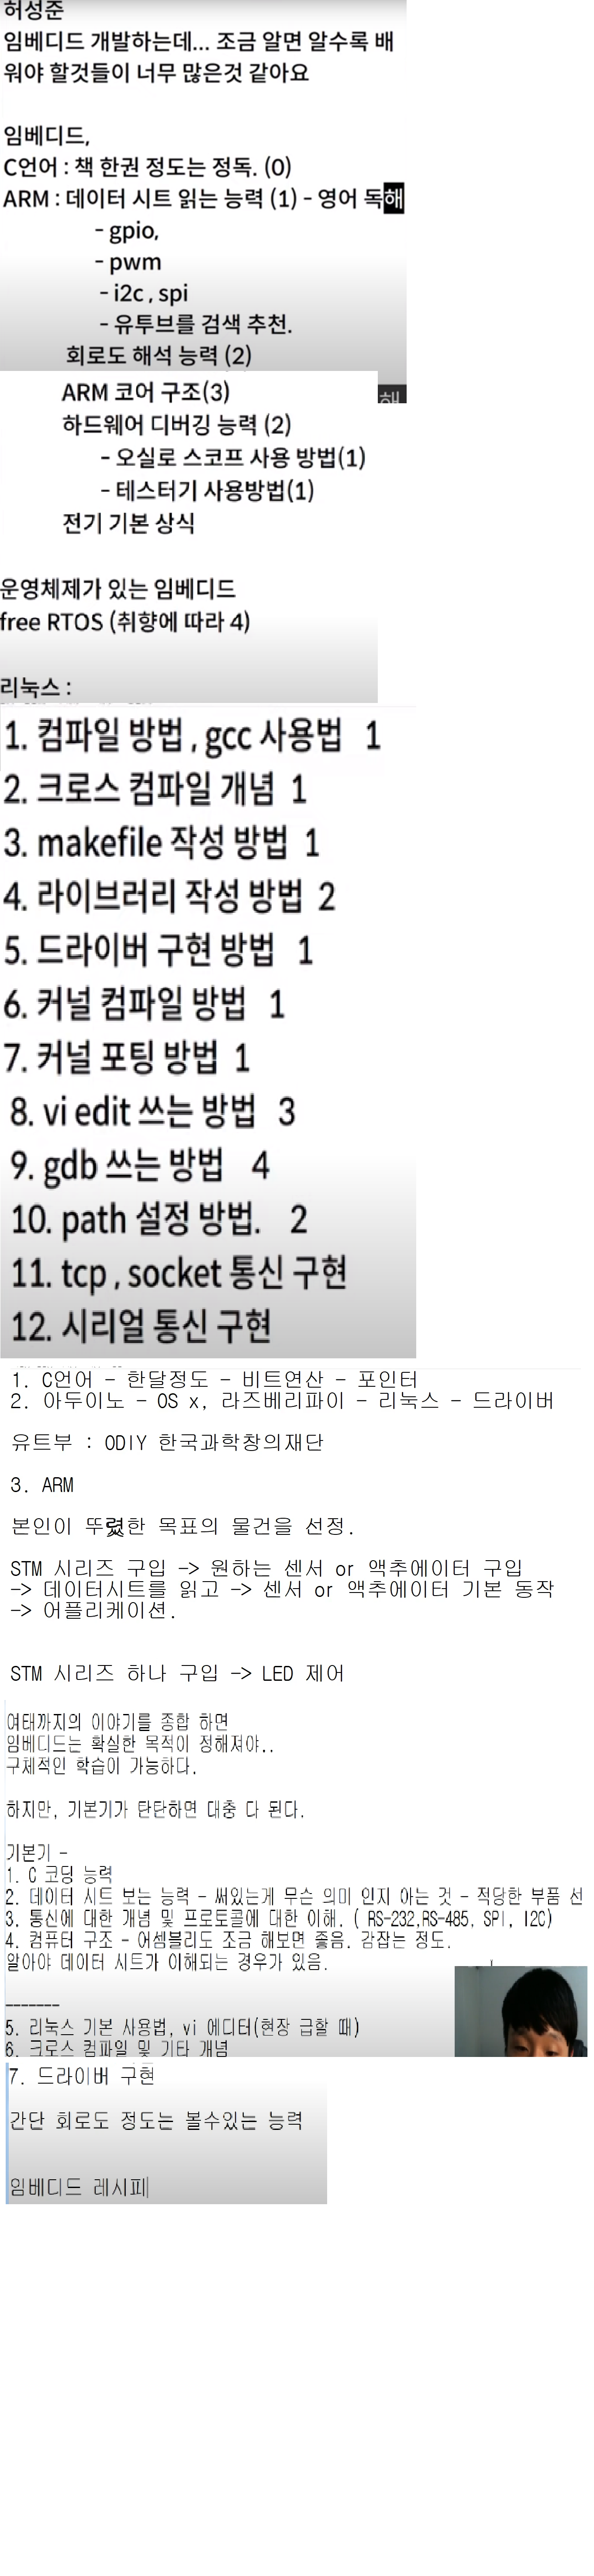 허성준
임베디드 개발하는데... 조금 알면 알수록 배
워야 할것들이 너무 많은것 같아요
임베디드,
C언어 : 책 한권 정도는 정독. (0)
ARM : 데이터 시트 읽는 능력 (1) - 영어 독해
- gpio,
- pwm
- i2c , spi
- 유투브를 검색 추천.
회로도 해석 능력 (2)
해
ARM 코어 구조(3)
하드웨어 디버깅 능력 (2)
- 오실로 스코프 사용 방법(1)
- 테스터기 사용방법(1)
전기 기본 상식
운영체제가 있는 임베디드
free RTOS (취향에 따라 4)
리눅스 :
1. 컴파일 방법 , gcc 사용법 1
2. 크로스 컴파일 개념 1
3. makefile 작성 방법 1
4. 라이브러리 작성 방법 2
5. 드라이버 구현 방법 1
6. 커널 컴파일 방법 1
7. 커널 포팅 방법 1
8. vi edit 쓰는 방법 3
9. gdb 쓰는 방법 4
10. path 설정 방법. 2
11. tcp , socket 통신 구현
12. 시리얼 통신 구현
1. C언어 - 한달정도 - 비트연산 - 포인터
2. 아두이노 - OS x, 라즈베리파이 - 리눅스 - 드라이버
유트부 : ODIY 한국과학창의재단
3. ARM
본인이 뚜렸한 목표의 물건을 선정.
STM 시리즈 구입 -> 원하는 센서 or 액추에이터 구입
-> 데이터시트를 읽고 -> 센서 or 액추에이터 기본 동작
-> 어플리케이션.
STM 시리즈 하나 구입 -> LED 제어
여태까지의 이야기를 종합 하면
임베디드는 확실한 목적이 정해져야..
구체적인 학습이 가능하다.
하지만, 기본기가 탄탄하면 대충 다 된다.
기본기 -
1. C 코딩 능력
2. 데이터 시트 보는 능력 - 써있는게 무슨 의미 인지 아는 것 - 적당한 부품 선
3. 통신에 대한 개념 및 프로토콜에 대한 이해. ( RS-232,RS-485, SPI, I2C)
4. 컴퓨터 구조 - 어셈블리도 조금 해보면 좋음. 감잡는 정도.
알아야 데이터 시트가 이해되는 경우가 있음.
-------
5. 리눅스 기본 사용법, vi 에디터(현장 급할 때)
6. 크로스 컴파일 및 기타 개념
7. 드라이버 구현
간단 회로도 정도는 볼수있는 능력
임베디드 레시피